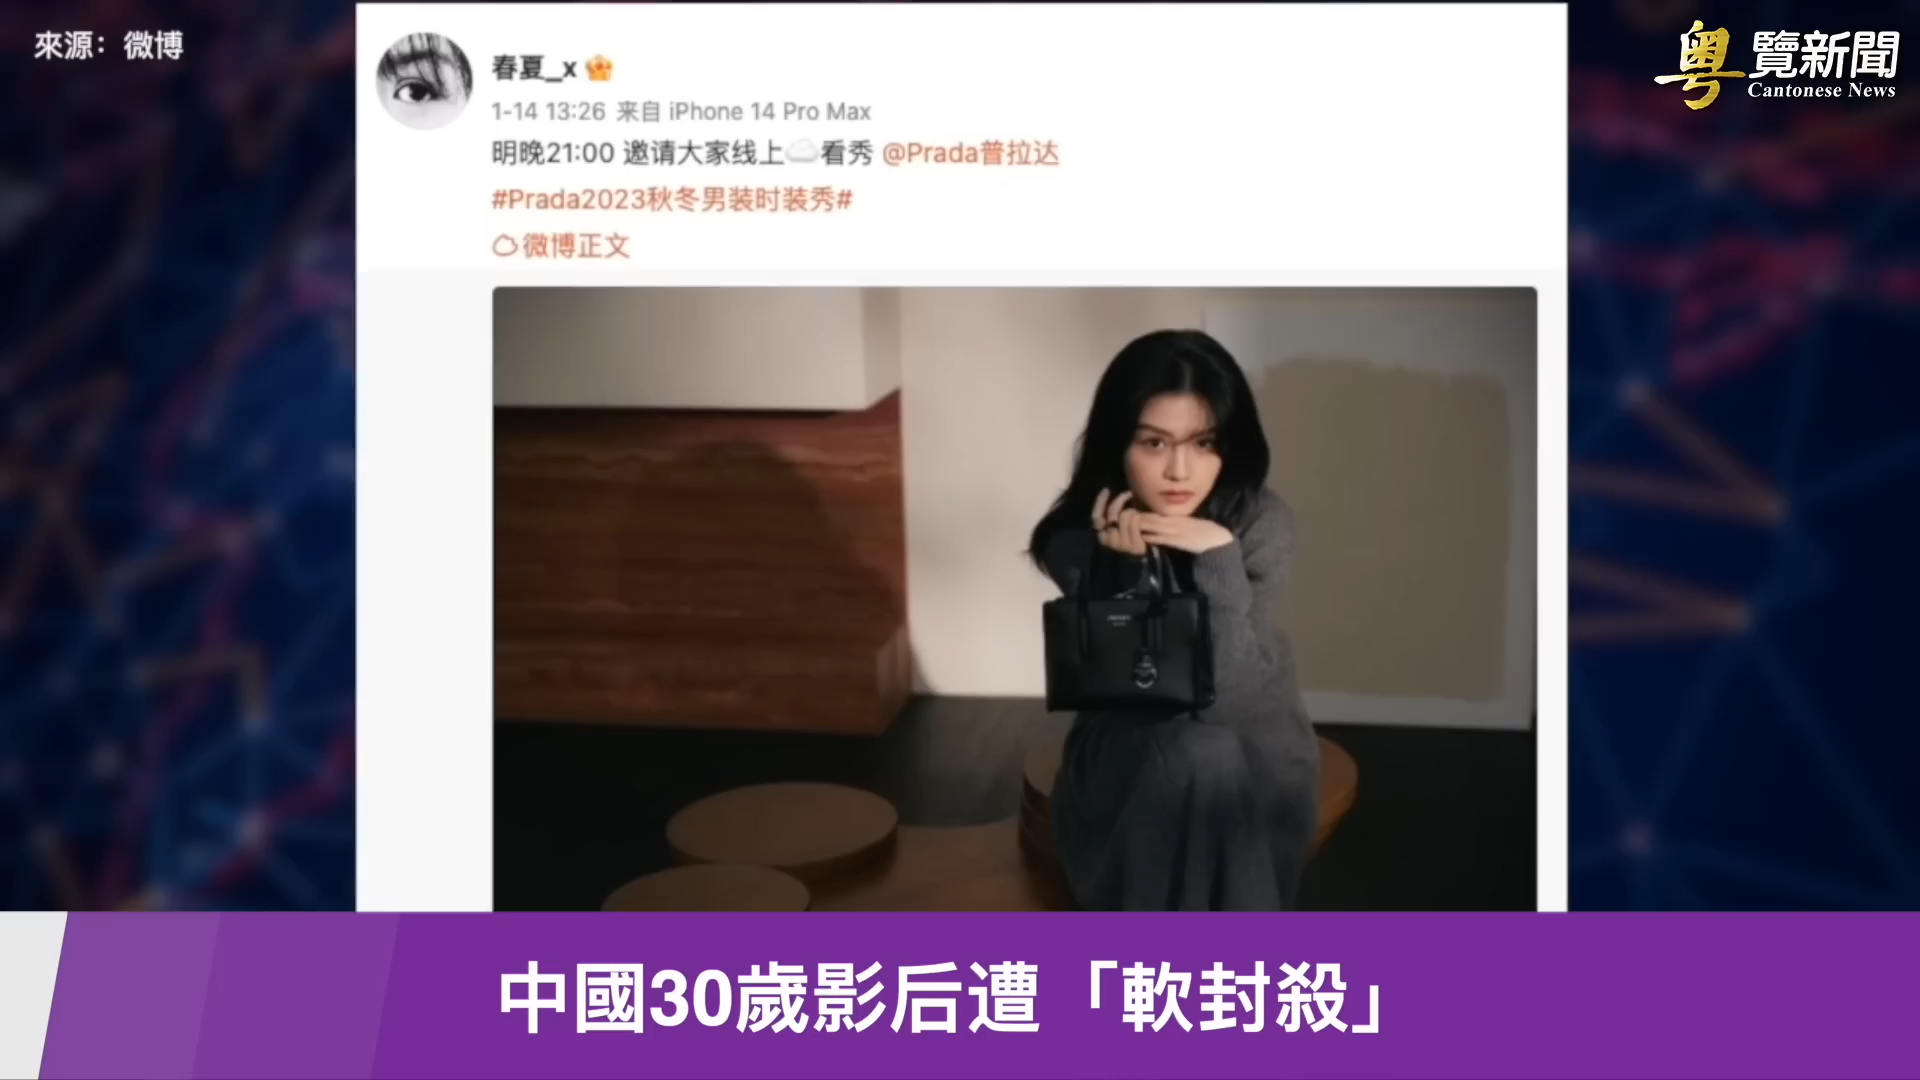 來源：微博
粵覽新聞
Cantonese News
春夏_x
1-14 13:26 来自 iPhone 14 Pro Max
明晚21:00 邀请大家线上☁️看秀 @Prada普拉达
#Prada2023秋冬男装时装秀#
微博正文
中國30歲影后遭「軟封殺」